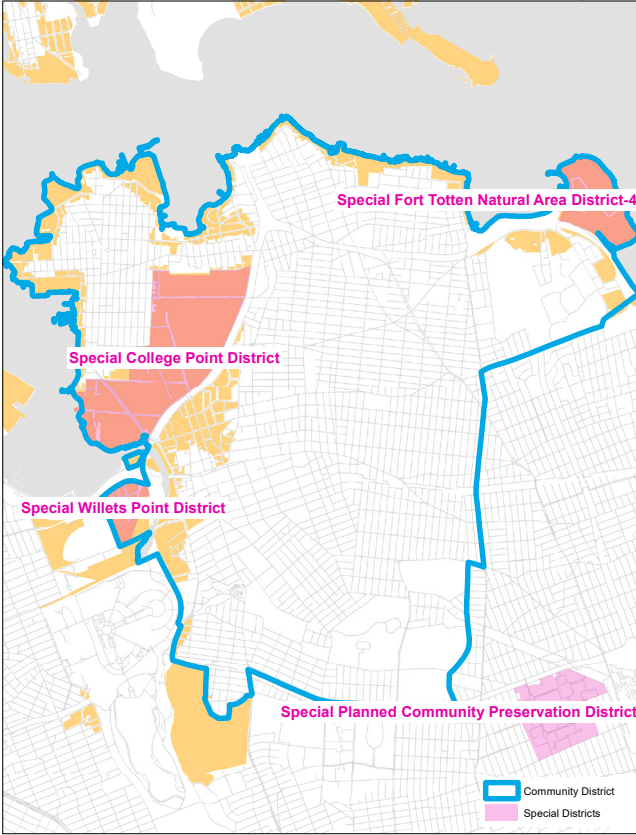 Special Fort Totten Natural Area District-4
Special College Point District
Special Willets Point District
Special Planned Community Preservation District
Community District
Special Districts